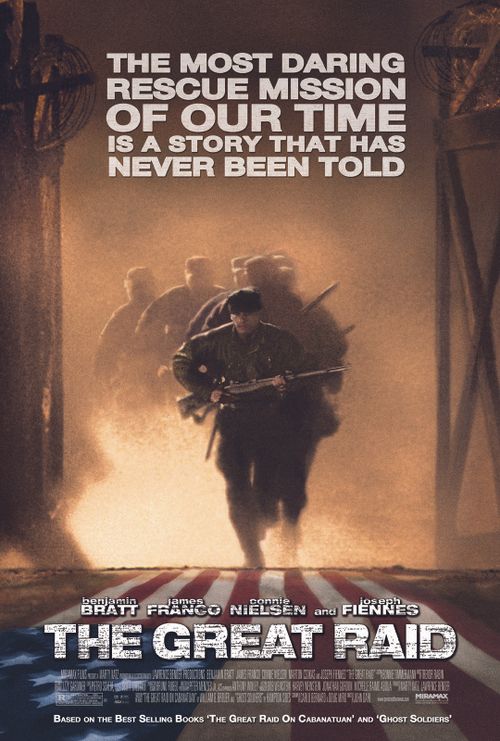 THE MOST DARING
RESCUE MISSION
OF OUR TIME
IS A STORY THAT HAS
NEVER BEEN TOLD
benjamin james connie joseph
BRATT FRANCO NIELSEN and FIENNES
THE GREAT RAID
MIRAMAX
BASED ON THE BEST SELLING BOOKS 'THE GREAT RAID ON CABANATUAN' AND 'GHOST SOLDIERS'